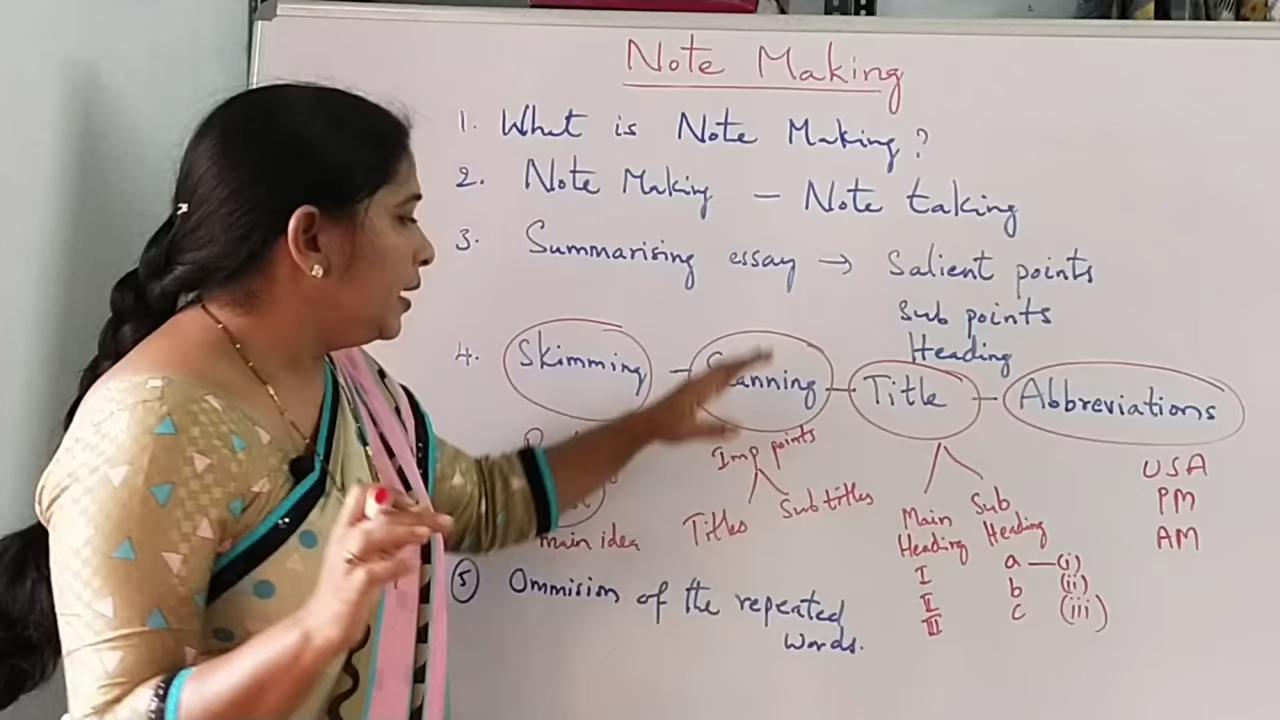 Note Making
1. What is Note Making?
2. Note Making – Note taking
3. Summarising essay → Salient points
Sub points
Heading
4. Skimming – Scanning – Title – Abbreviations
main idea
Imp points
Titles Subtitles
Main Heading
I
II
III
Sub Heading
a — (i)
b (ii)
c (iii)
USA
PM
AM
5 Ommision of the repeated
words.